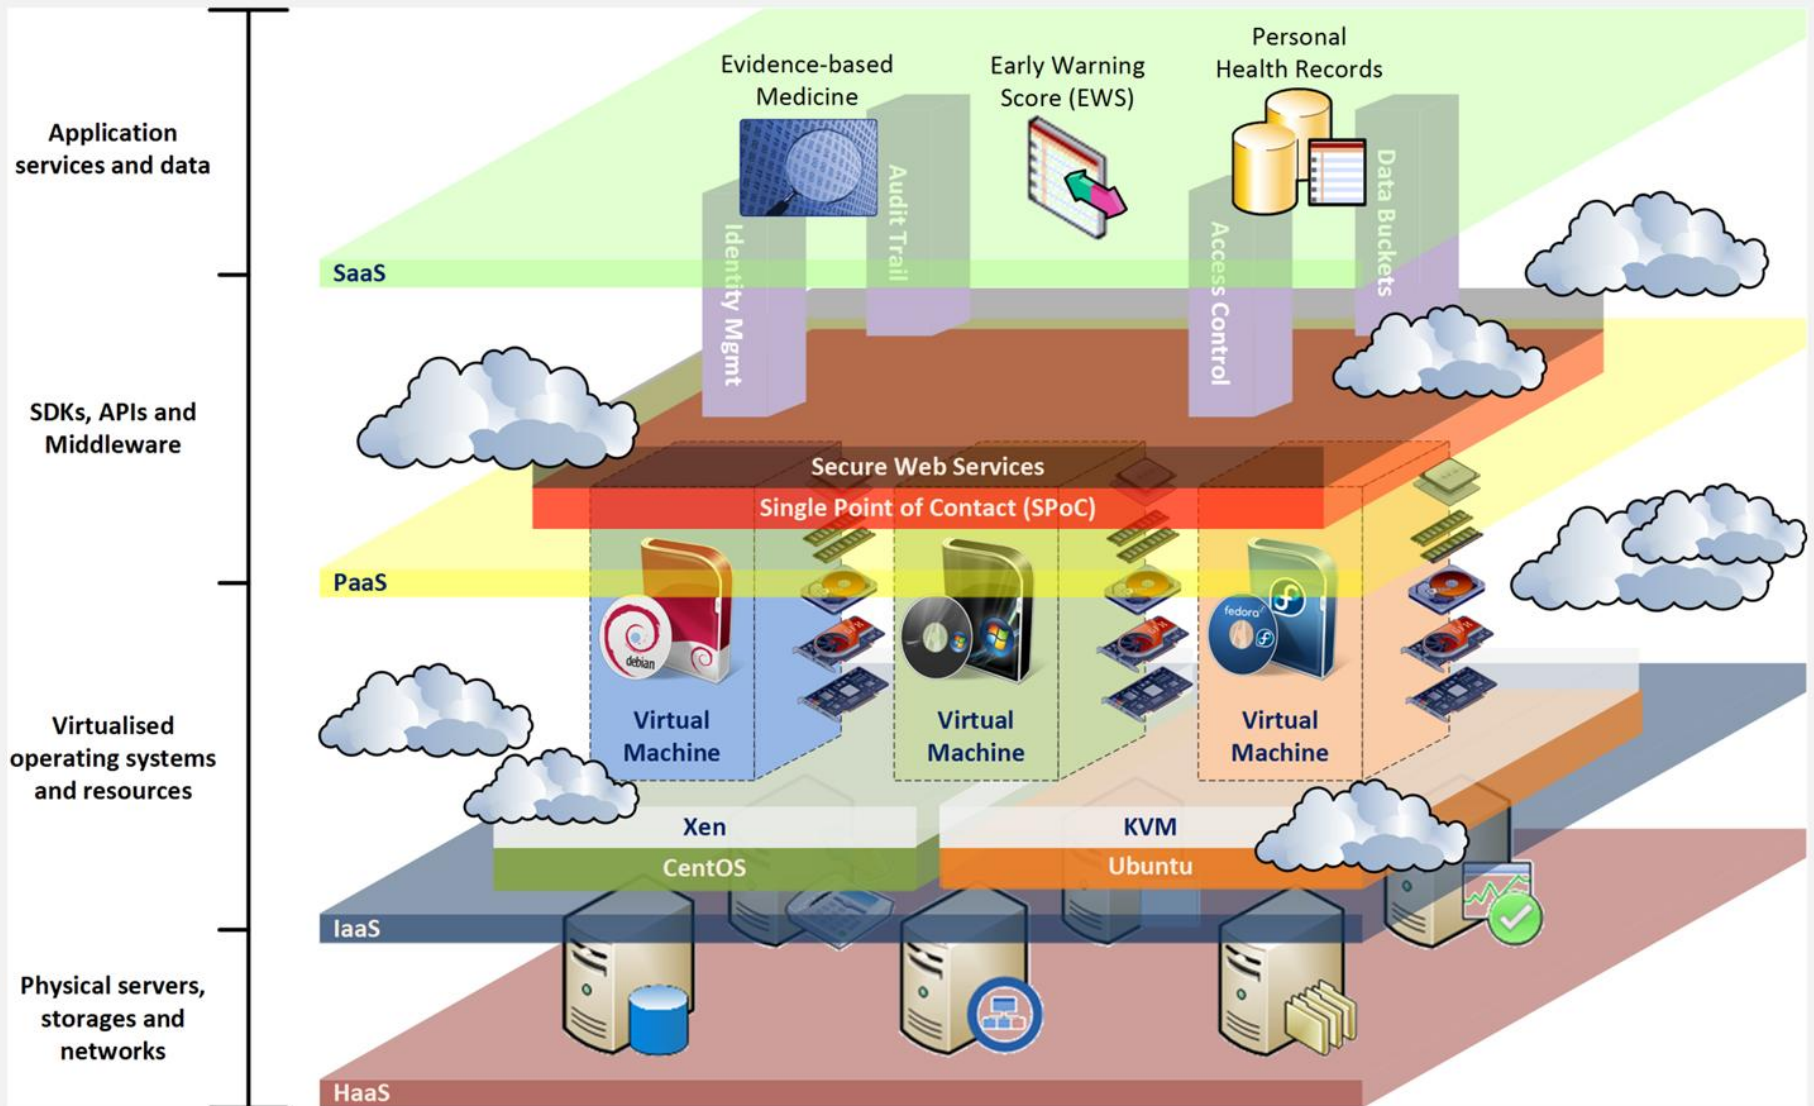 Application
services and data
Evidence-based
Medicine
Early Warning
Score (EWS)
Personal
Health Records
Identity Mgmt
Audit Trail
Access Control
Data Buckets
SaaS
SDKs, APIs and
Middleware
Secure Web Services
Single Point of Contact (SPoC)
PaaS
debian
fedora
Virtualised
operating systems
and resources
Virtual
Machine
Virtual
Machine
Virtual
Machine
Xen
KVM
CentOS
Ubuntu
IaaS
Physical servers,
storages and
networks
HaaS